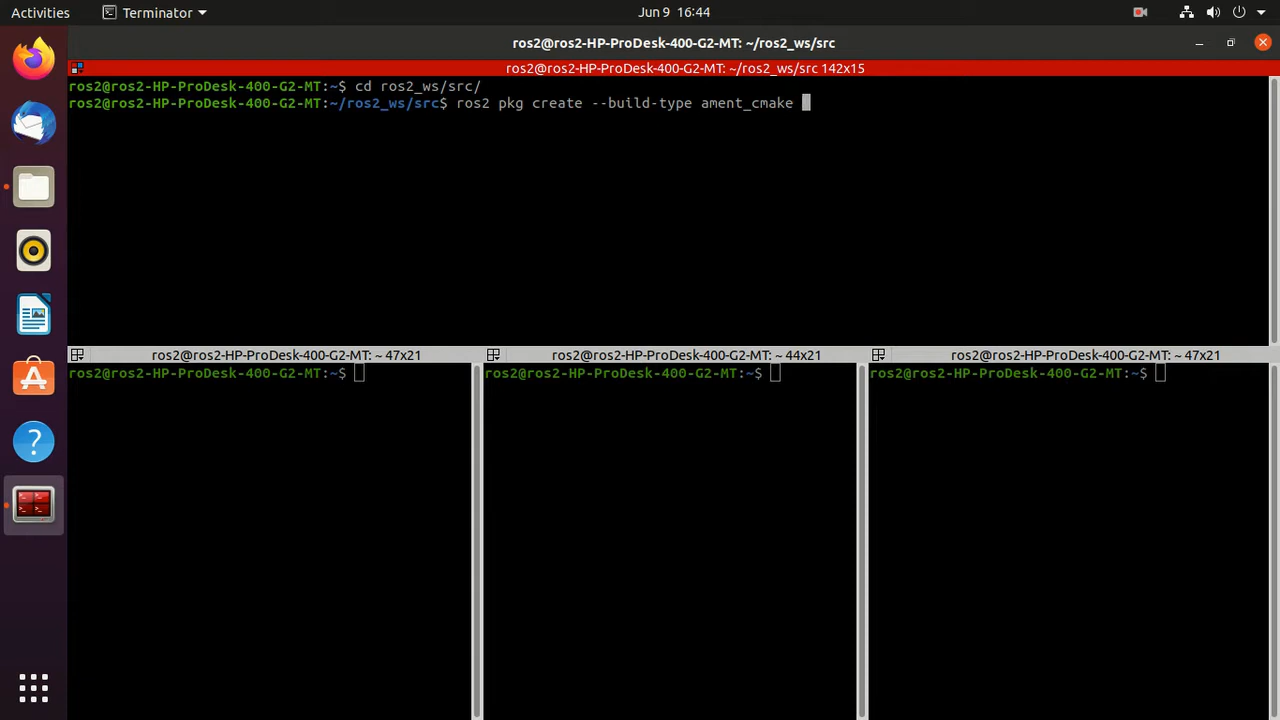 Activities Terminator Jun 9 16:44
ros2@ros2-HP-ProDesk-400-G2-MT: ~/ros2_ws/src
ros2@ros2-HP-ProDesk-400-G2-MT: ~/ros2_ws/src 142x15
ros2@ros2-HP-ProDesk-400-G2-MT:~$ cd ros2_ws/src/
ros2@ros2-HP-ProDesk-400-G2-MT:~/ros2_ws/src$ ros2 pkg create --build-type ament_cmake
ros2@ros2-HP-ProDesk-400-G2-MT: ~ 47x21
ros2@ros2-HP-ProDesk-400-G2-MT:~$
ros2@ros2-HP-ProDesk-400-G2-MT: ~ 44x21
ros2@ros2-HP-ProDesk-400-G2-MT:~$
ros2@ros2-HP-ProDesk-400-G2-MT: ~ 47x21
ros2@ros2-HP-ProDesk-400-G2-MT:~$